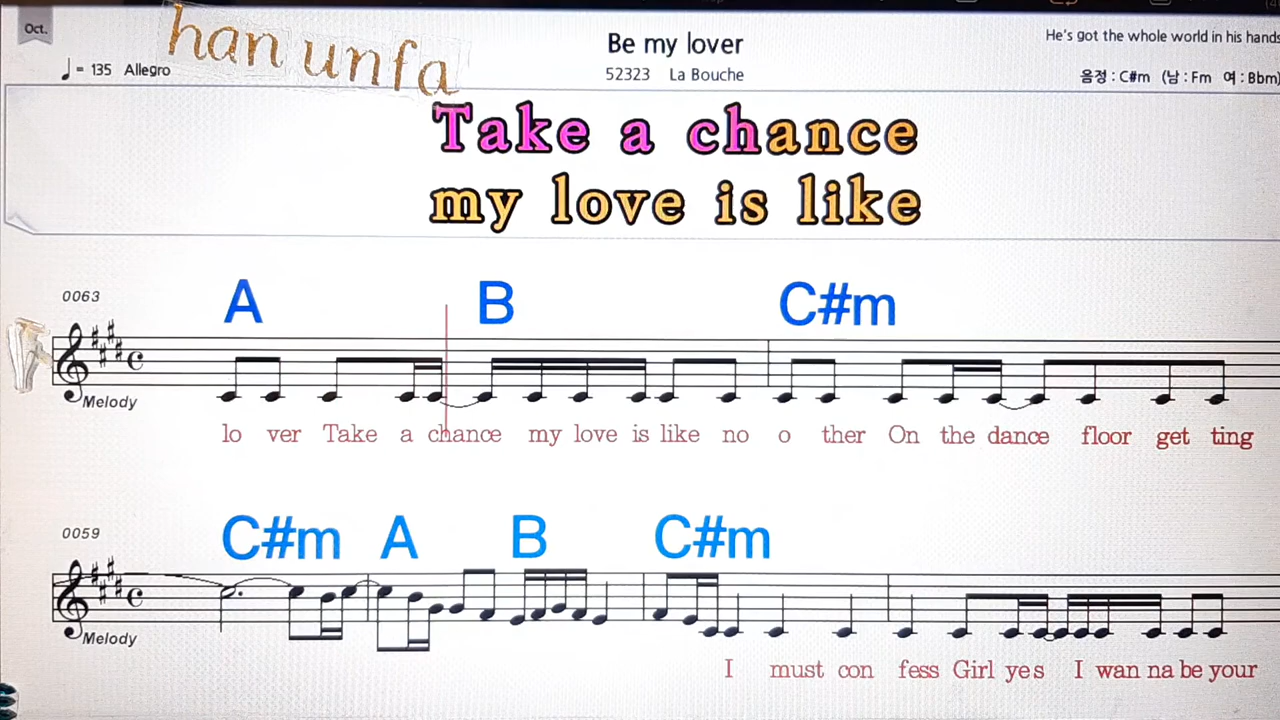 Oct.
han unfa
Be my lover
He's got the whole world in his hands
♩= 135 Allegro
52323 La Bouche
음정 : C#m (남 : Fm 여 : Bbm)
Take a chance
my love is like
A B C#m
0063
Melody
lo ver Take a chance my love is like no o ther On the dance floor get ting
C#m A B C#m
0059
Melody
I must con fess Girl yes I wan na be your